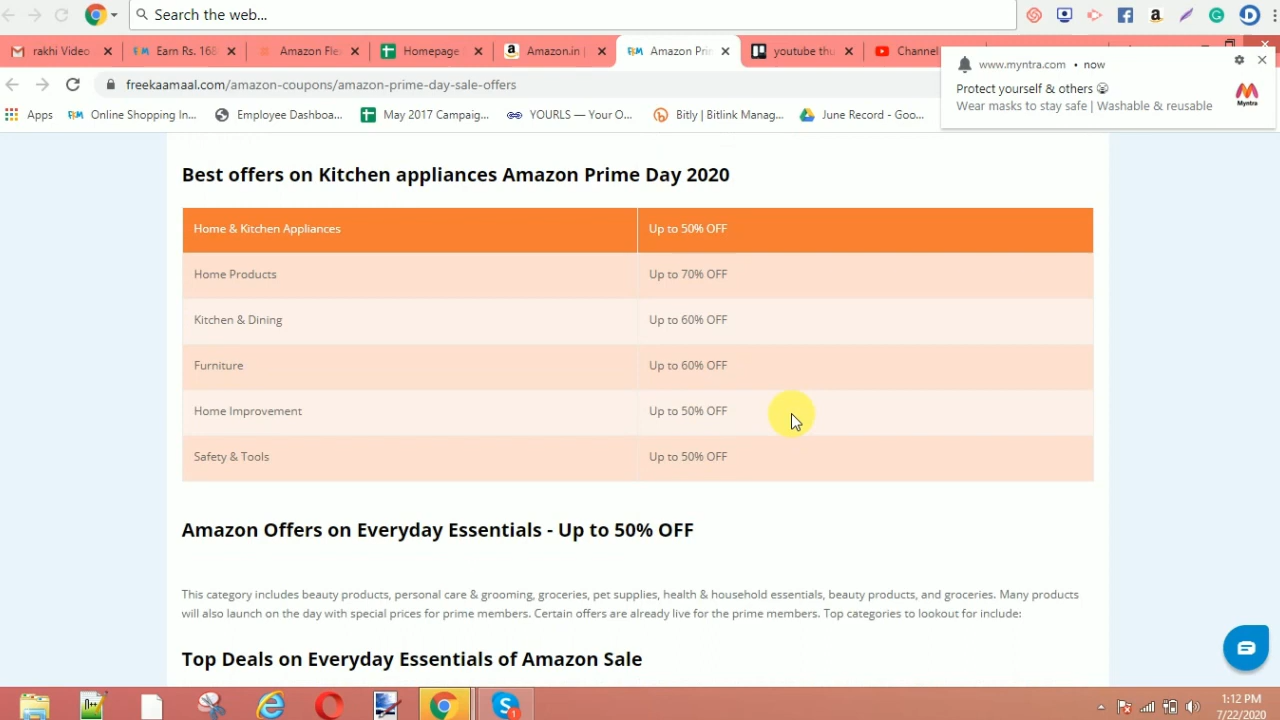 Search the web...
rakhi Video
Earn Rs. 168
Amazon Fle
Homepage
Amazon.in
Amazon Prin
youtube thu
Channel
freekaamaal.com/amazon-coupons/amazon-prime-day-sale-offers
www.myntra.com • now
Protect yourself & others 😷
Wear masks to stay safe | Washable & reusable
Myntra
Apps
Online Shopping In...
Employee Dashboa...
May 2017 Campaig...
YOURLS — Your O...
Bitly | Bitlink Manag...
June Record - Goo...
Best offers on Kitchen appliances Amazon Prime Day 2020
Home & Kitchen Appliances Up to 50% OFF
Home Products Up to 70% OFF
Kitchen & Dining Up to 60% OFF
Furniture Up to 60% OFF
Home Improvement Up to 50% OFF
Safety & Tools Up to 50% OFF
Amazon Offers on Everyday Essentials - Up to 50% OFF
This category includes beauty products, personal care & grooming, groceries, pet supplies, health & household essentials, beauty products, and groceries. Many products
will also launch on the day with special prices for prime members. Certain offers are already live for the prime members. Top categories to lookout for include:
Top Deals on Everyday Essentials of Amazon Sale
1:12 PM
7/22/2020